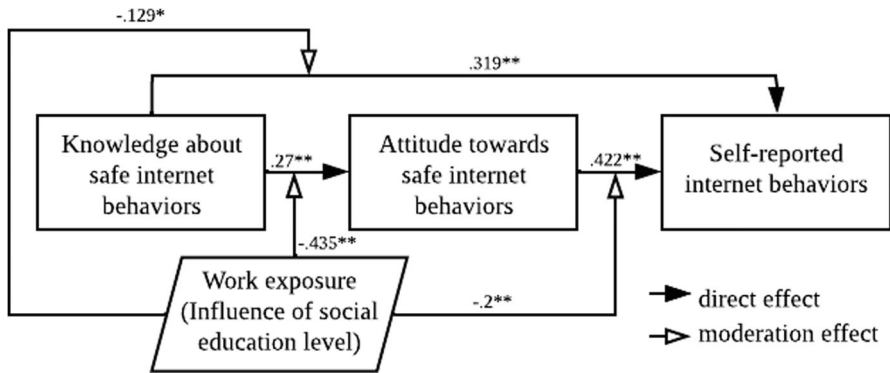 -.129*
.319**
Knowledge about
safe internet
behaviors
.27**
Attitude towards
safe internet
behaviors
.422**
Self-reported
internet behaviors
-.435**
Work exposure
(Influence of social
education level)
-.2**
direct effect
moderation effect